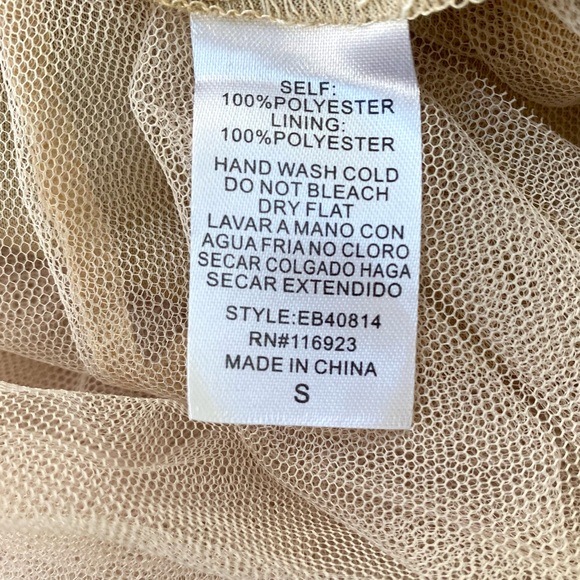 SELF:
100%POLYESTER
LINING:
100%POLYESTER
HAND WASH COLD
DO NOT BLEACH
DRY FLAT
LAVAR A MANO CON
AGUA FRIA NO CLORO
SECAR COLGADO HAGA
SECAR EXTENDIDO
STYLE:EB40814
RN#116923
MADE IN CHINA
S